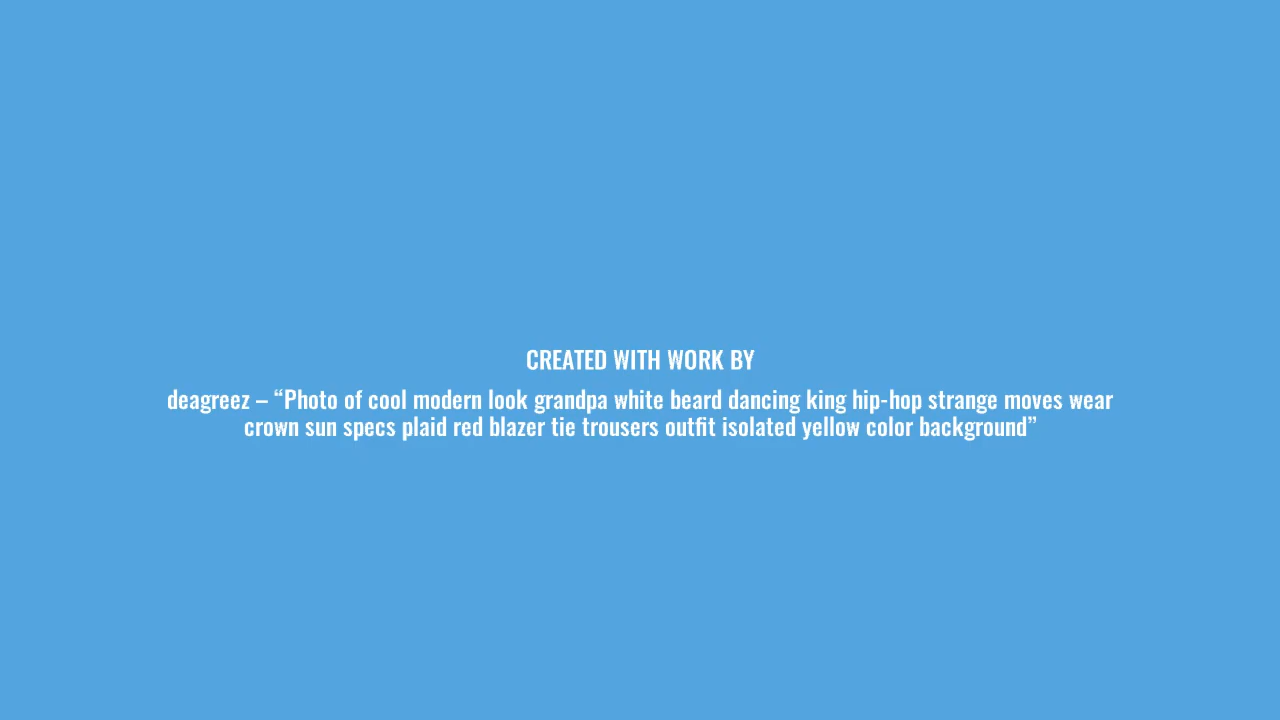 CREATED WITH WORK BY
deagreez – “Photo of cool modern look grandpa white beard dancing king hip-hop strange moves wear
crown sun specs plaid red blazer tie trousers outfit isolated yellow color background”